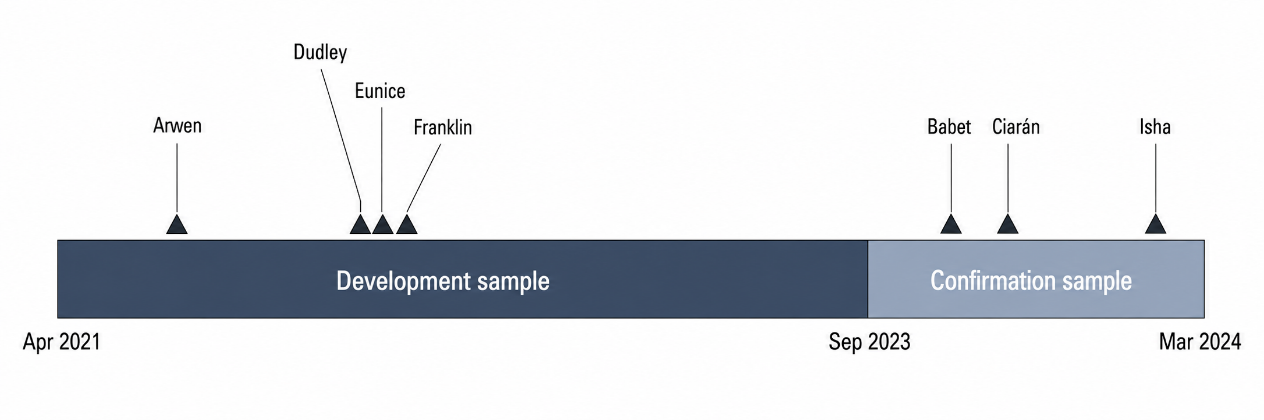 Dudley
Eunice
Arwen
Franklin
Babet
Ciarán
Isha
Development sample
Confirmation sample
Apr 2021
Sep 2023
Mar 2024